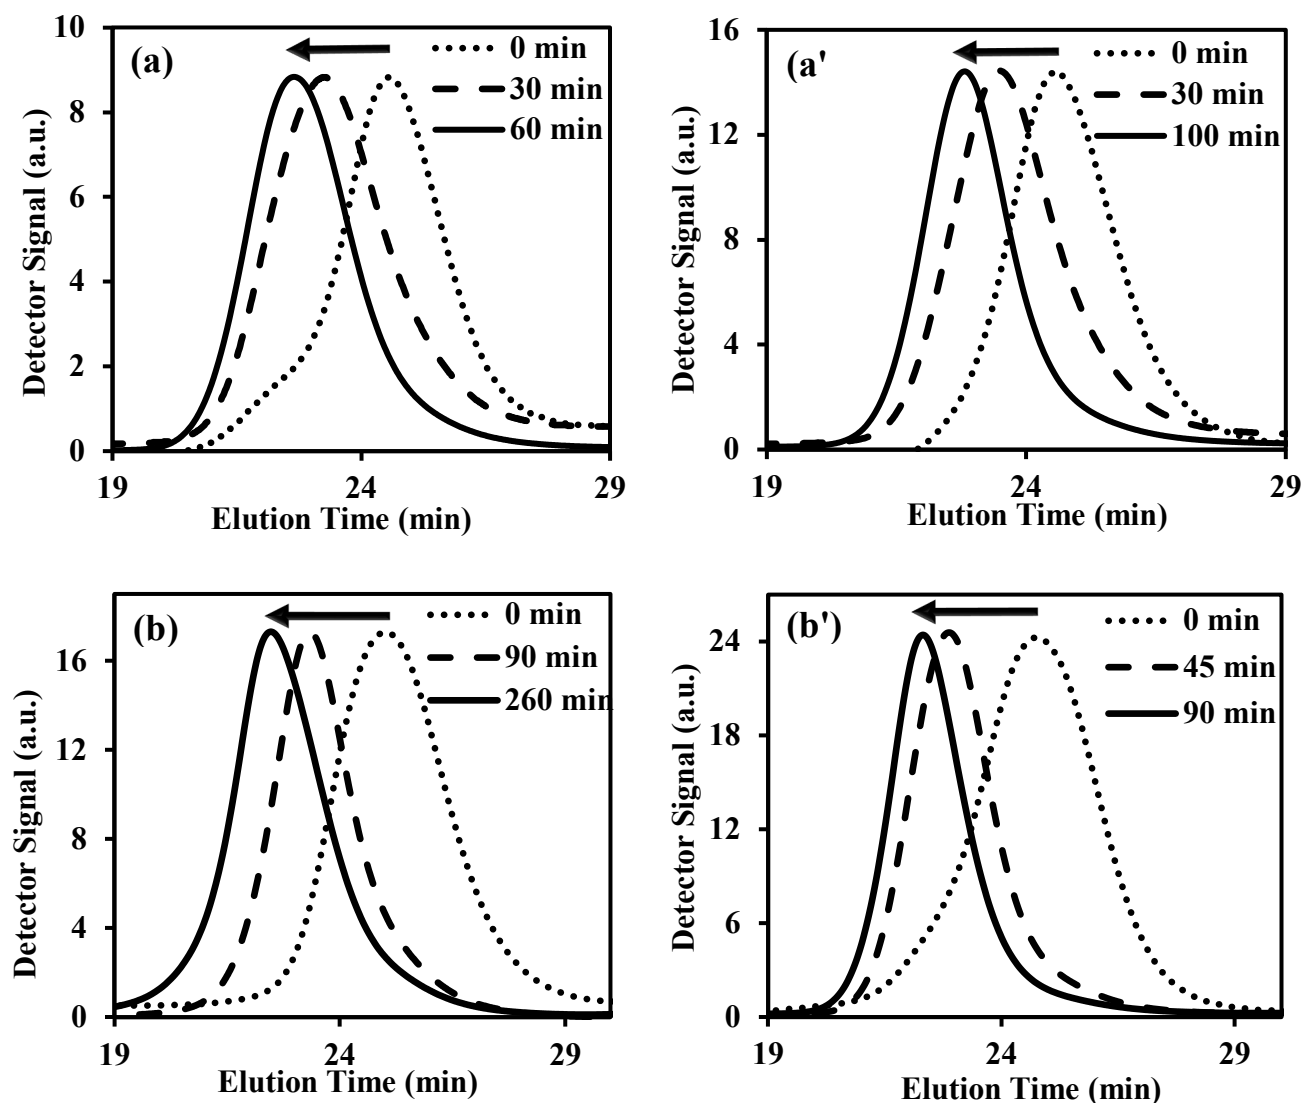 (a)
0 min
30 min
60 min
10
8
6
4
2
0
Detector Signal (a.u.)
19
24
29
Elution Time (min)
(a')
0 min
30 min
100 min
16
12
8
4
0
Detector Signal (a.u.)
19
24
29
Elution Time (min)
(b)
0 min
90 min
260 min
16
12
8
4
0
Detector Signal (a.u.)
19
24
29
Elution Time (min)
(b')
0 min
45 min
90 min
24
18
12
6
0
Detector Signal (a.u.)
19
24
29
Elution Time (min)